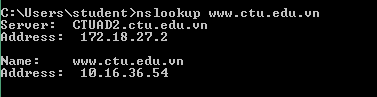 C:\Users\student>nslookup www.ctu.edu.vn
Server:  CTUAD2.ctu.edu.vn
Address:  172.18.27.2

Name:    www.ctu.edu.vn
Address:  10.16.36.54